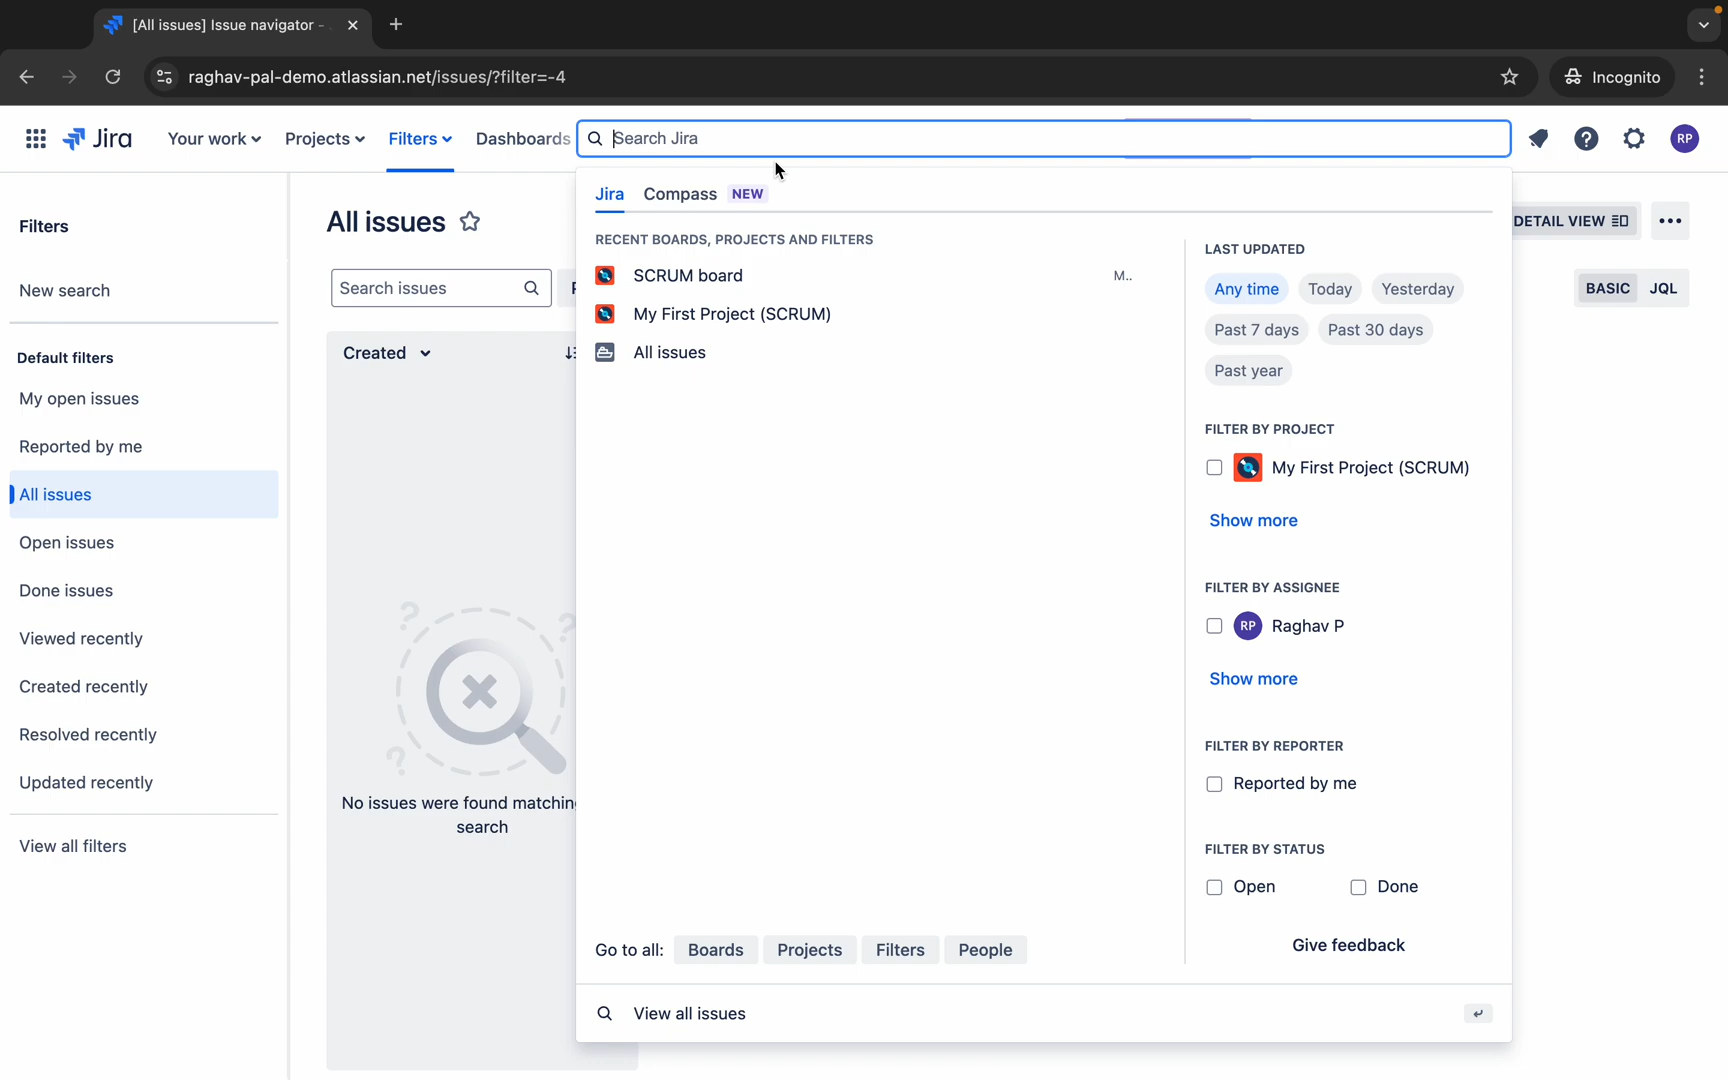 [All issues] Issue navigator -
raghav-pal-demo.atlassian.net/issues/?filter=-4
Incognito
Jira
Your work
Projects
Filters
Dashboards
Search Jira
RP
Filters
New search
Default filters
My open issues
Reported by me
All issues
Open issues
Done issues
Viewed recently
Created recently
Resolved recently
Updated recently
View all filters
All issues
Search issues
Created
No issues were found matching
search
Jira
Compass NEW
RECENT BOARDS, PROJECTS AND FILTERS
SCRUM board M..
My First Project (SCRUM)
All issues
Go to all: Boards Projects Filters People
View all issues
LAST UPDATED
Any time Today Yesterday
Past 7 days Past 30 days
Past year
FILTER BY PROJECT
My First Project (SCRUM)
Show more
FILTER BY ASSIGNEE
RP Raghav P
Show more
FILTER BY REPORTER
Reported by me
FILTER BY STATUS
Open Done
Give feedback
DETAIL VIEW
BASIC JQL